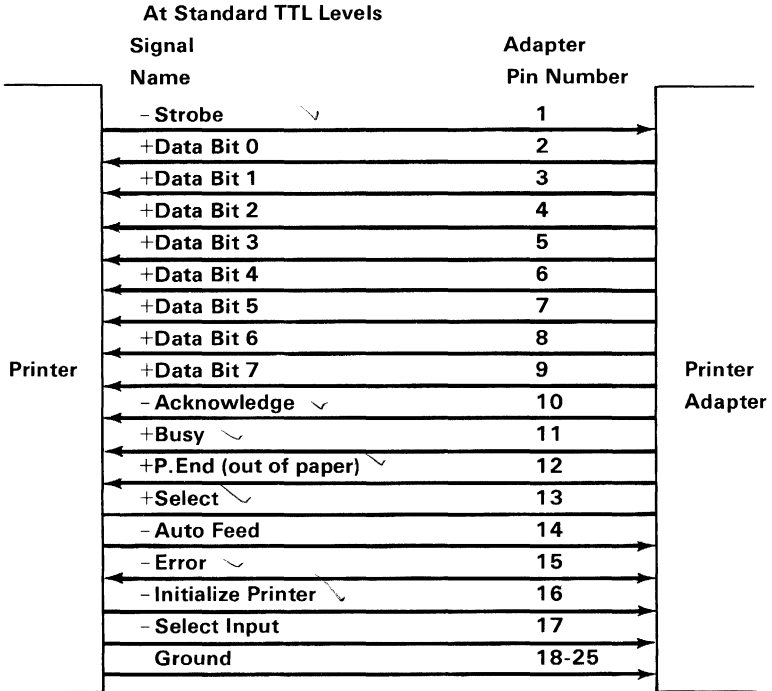 At Standard TTL Levels
Signal Adapter
Name Pin Number
– Strobe 1
+Data Bit 0 2
+Data Bit 1 3
+Data Bit 2 4
+Data Bit 3 5
+Data Bit 4 6
+Data Bit 5 7
+Data Bit 6 8
Printer +Data Bit 7 9 Printer
– Acknowledge 10 Adapter
+Busy 11
+P.End (out of paper) 12
+Select 13
– Auto Feed 14
– Error 15
– Initialize Printer 16
– Select Input 17
Ground 18-25